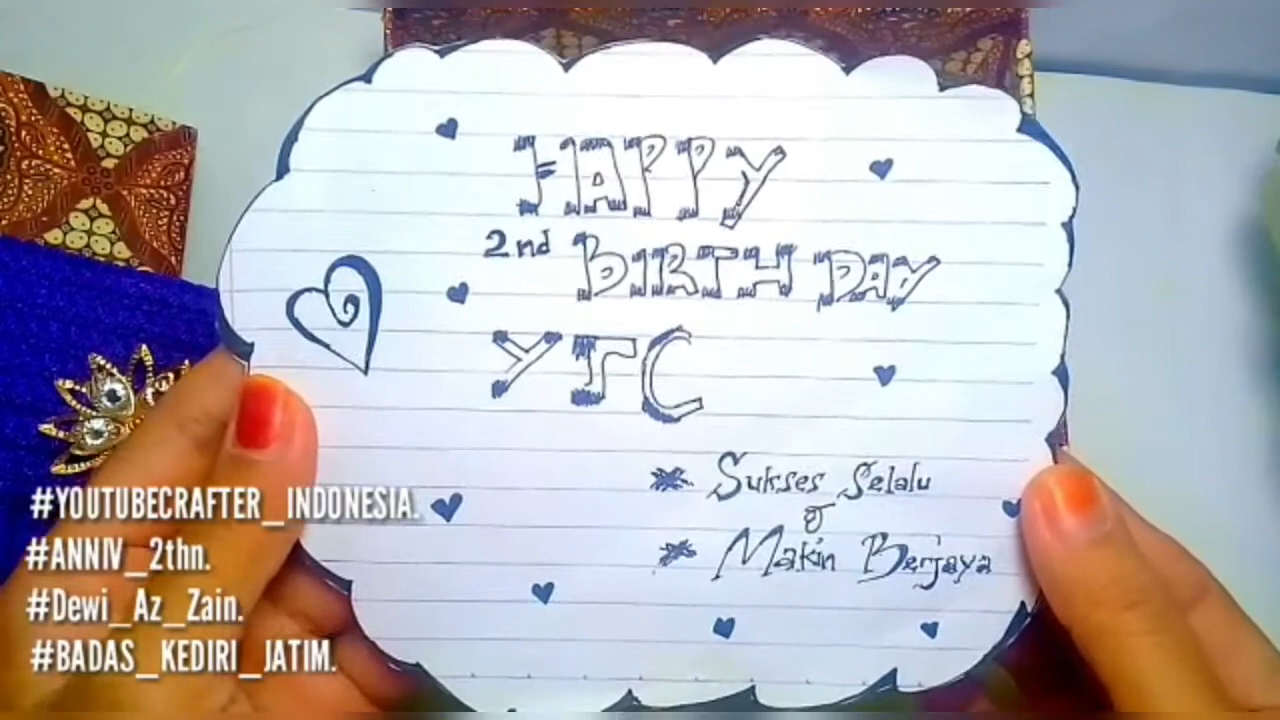 HAPPY
2nd BIRTH DAY
YTC
Sukses Selalu
&
Makin Berjaya
#YOUTUBECRAFTER_INDONESIA.
#ANNIV_2thn.
#Dewi_Az_Zain.
#BADAS_KEDIRI_JATIM.